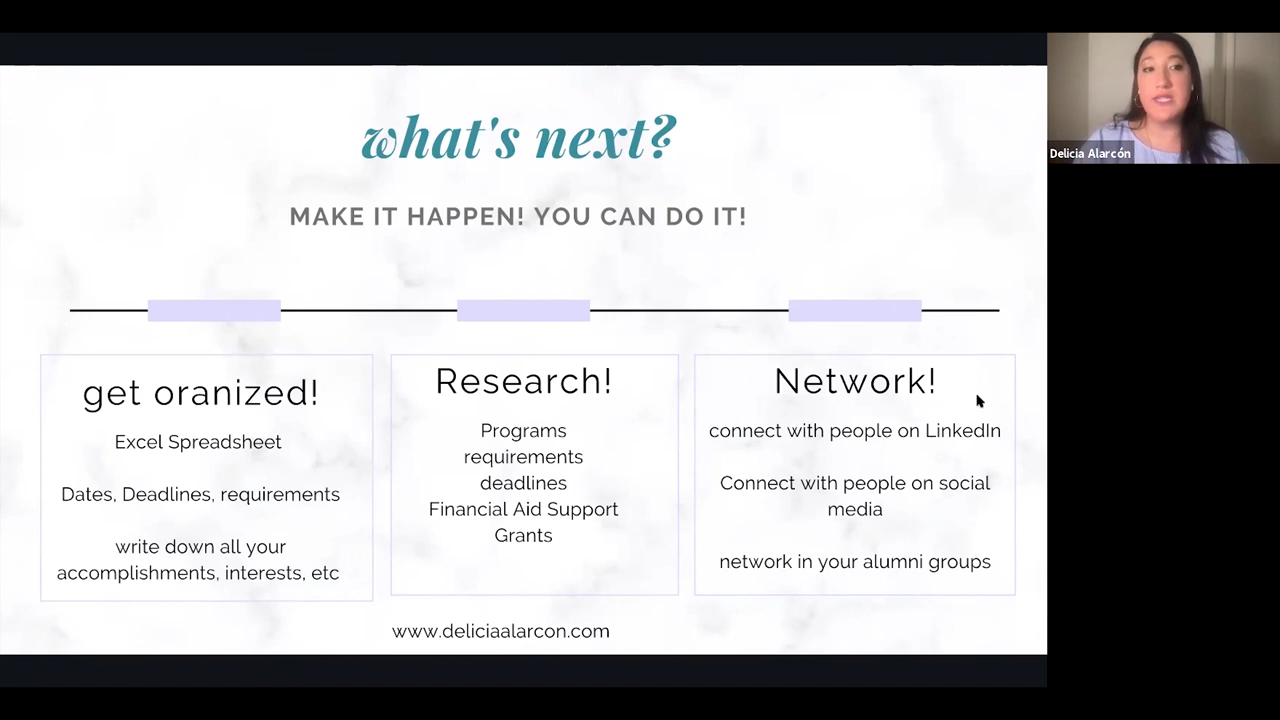 what's next?
MAKE IT HAPPEN! YOU CAN DO IT!
get oranized!
Excel Spreadsheet
Dates, Deadlines, requirements
write down all your
accomplishments, interests, etc
Research!
Programs
requirements
deadlines
Financial Aid Support
Grants
Network!
connect with people on LinkedIn
Connect with people on social
media
network in your alumni groups
www.deliciaalarcon.com
Delicia Alarcón